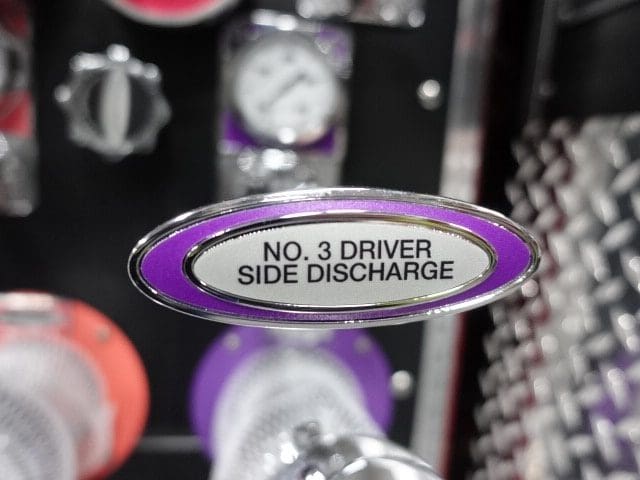 NO. 3 DRIVER
SIDE DISCHARGE